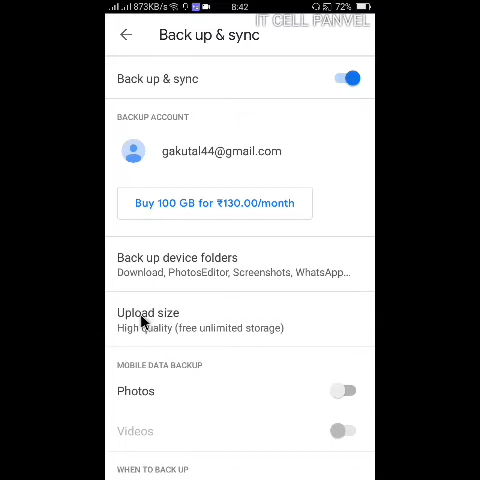 873KB/s 8:42 72%
IT CELL PANVEL
Back up & sync
Back up & sync
BACKUP ACCOUNT
gakutal44@gmail.com
Buy 100 GB for ₹130.00/month
Back up device folders
Download, PhotosEditor, Screenshots, WhatsApp...
Upload size
High quality (free unlimited storage)
MOBILE DATA BACKUP
Photos
Videos
WHEN TO BACK UP